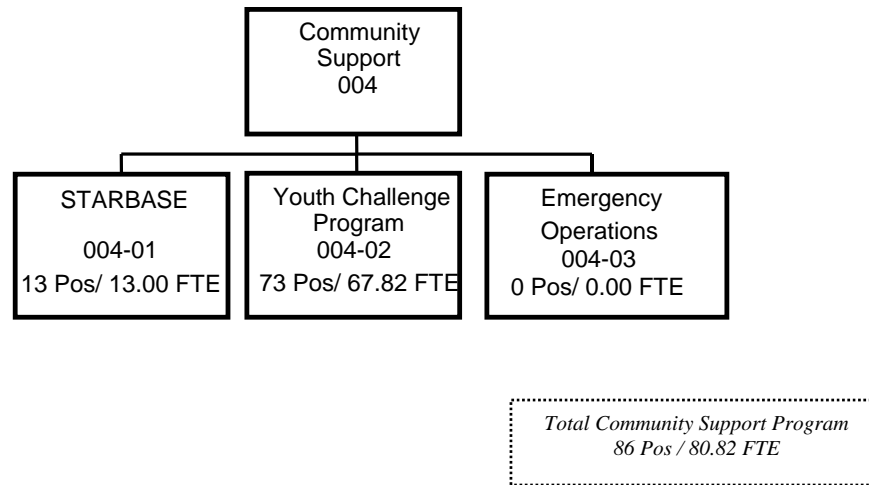 Community
Support
004
STARBASE
004-01
13 Pos/ 13.00 FTE
Youth Challenge
Program
004-02
73 Pos/ 67.82 FTE
Emergency
Operations
004-03
0 Pos/ 0.00 FTE
Total Community Support Program
86 Pos / 80.82 FTE